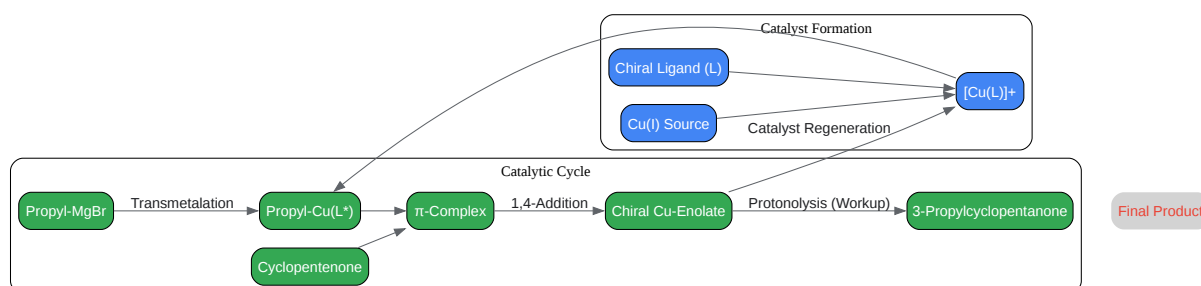 Catalyst Formation
Chiral Ligand (L)
[Cu(L)]+
Cu(I) Source
Catalyst Regeneration
Catalytic Cycle
Propyl-MgBr
Transmetalation
Propyl-Cu(L*)
π-Complex
1,4-Addition
Chiral Cu-Enolate
Protonolysis (Workup)
3-Propylcyclopentanone
Final Product
Cyclopentenone